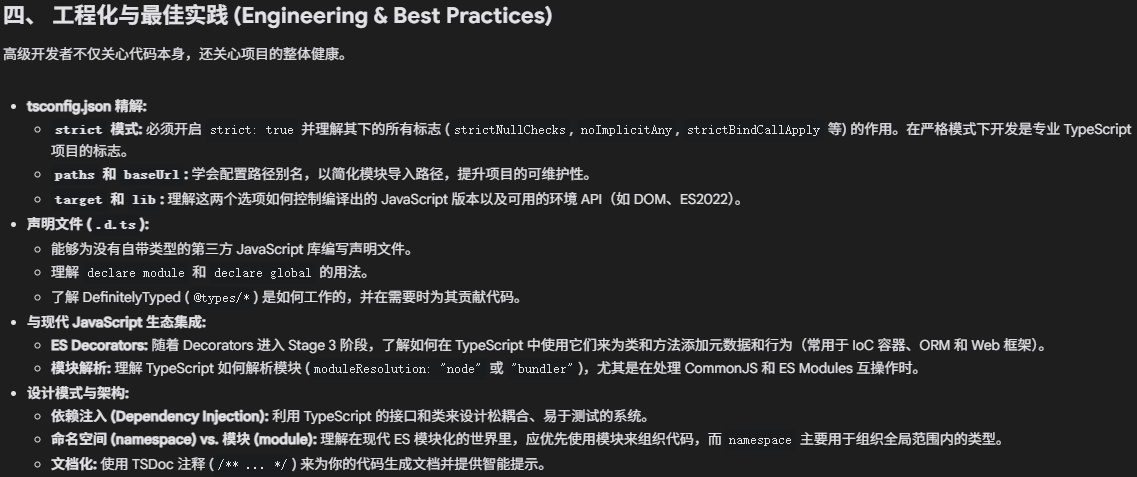 四、 工程化与最佳实践 (Engineering & Best Practices)
高级开发者不仅关心代码本身，还关心项目的整体健康。
• tsconfig.json 精解:
○ strict 模式: 必须开启 strict: true 并理解其下的所有标志 ( strictNullChecks , noImplicitAny , strictBindCallApply 等) 的作用。在严格模式下开发是专业 TypeScript
项目的标志。
○ paths 和 baseUrl : 学会配置路径别名，以简化模块导入路径，提升项目的可维护性。
○ target 和 lib : 理解这两个选项如何控制编译出的 JavaScript 版本以及可用的环境 API（如 DOM、ES2022）。
• 声明文件 ( .d.ts ):
○ 能够为没有自带类型的第三方 JavaScript 库编写声明文件。
○ 理解 declare module 和 declare global 的用法。
○ 了解 DefinitelyTyped ( @types/* ) 是如何工作的，并在需要时为其贡献代码。
• 与现代 JavaScript 生态集成:
○ ES Decorators: 随着 Decorators 进入 Stage 3 阶段，了解如何在 TypeScript 中使用它们来为类和方法添加元数据和行为（常用于 IoC 容器、ORM 和 Web 框架）。
○ 模块解析: 理解 TypeScript 如何解析模块 ( moduleResolution: "node" 或 "bundler" )，尤其是在处理 CommonJS 和 ES Modules 互操作时。
• 设计模式与架构:
○ 依赖注入 (Dependency Injection): 利用 TypeScript 的接口和类来设计松耦合、易于测试的系统。
○ 命名空间 (namespace) vs. 模块 (module): 理解在现代 ES 模块化的世界里，应优先使用模块来组织代码，而 namespace 主要用于组织全局范围内的类型。
○ 文档化: 使用 TSDoc 注释 ( /** ... */ ) 来为你的代码生成文档并提供智能提示。